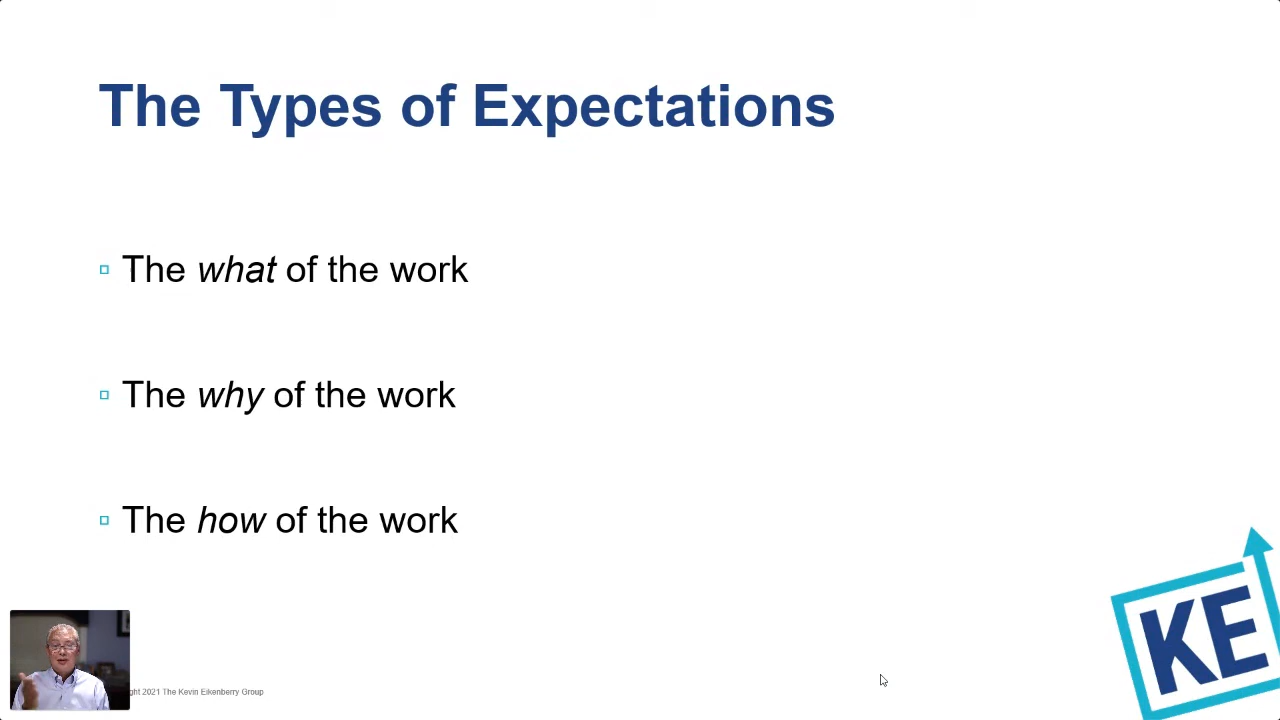 The Types of Expectations
The what of the work
The why of the work
The how of the work
2021 The Kevin Eikenberry Group
KE